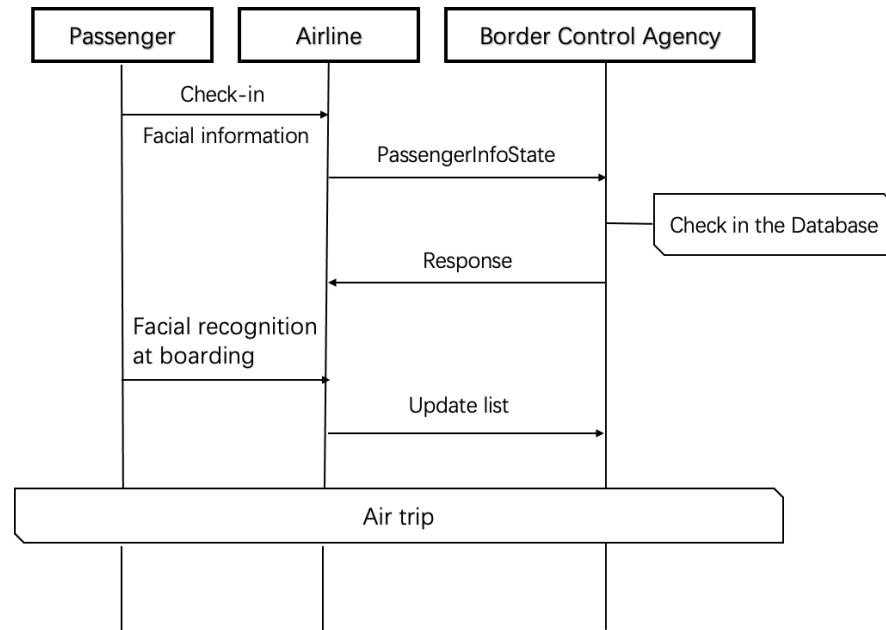 Passenger
Airline
Border Control Agency
Check-in
Facial information
PassengerInfoState
Check in the Database
Response
Facial recognition
at boarding
Update list
Air trip